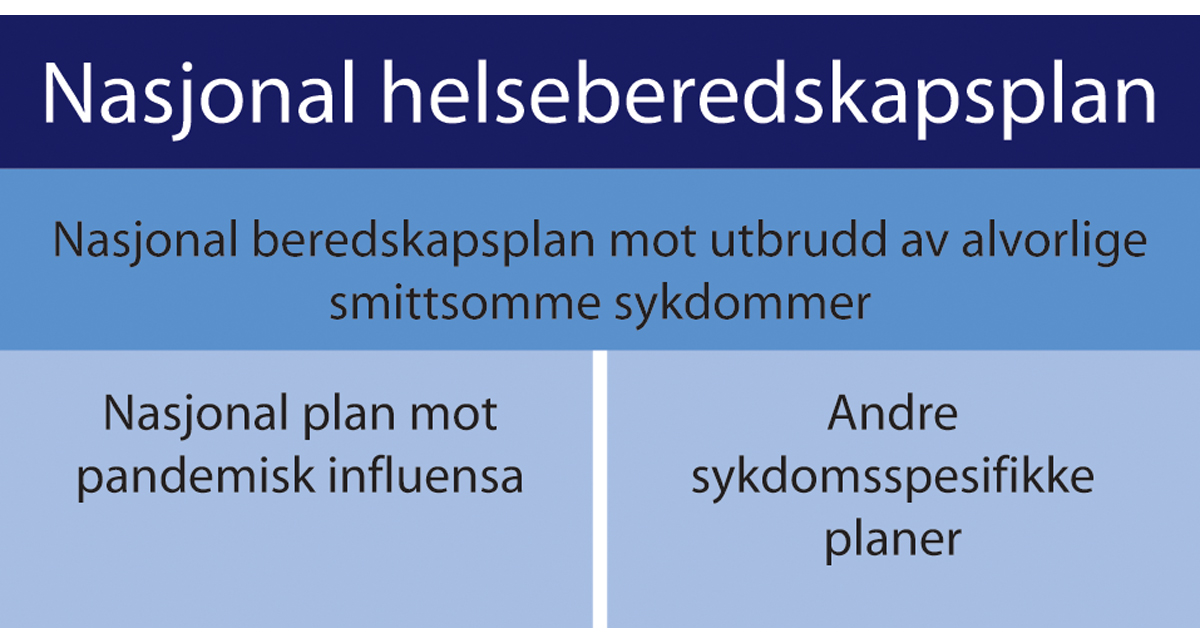 Nasjonal helseberedskapsplan
Nasjonal beredskapsplan mot utbrudd av alvorlige
smittsomme sykdommer
Nasjonal plan mot
pandemisk influensa
Andre
sykdomsspesifikke
planer